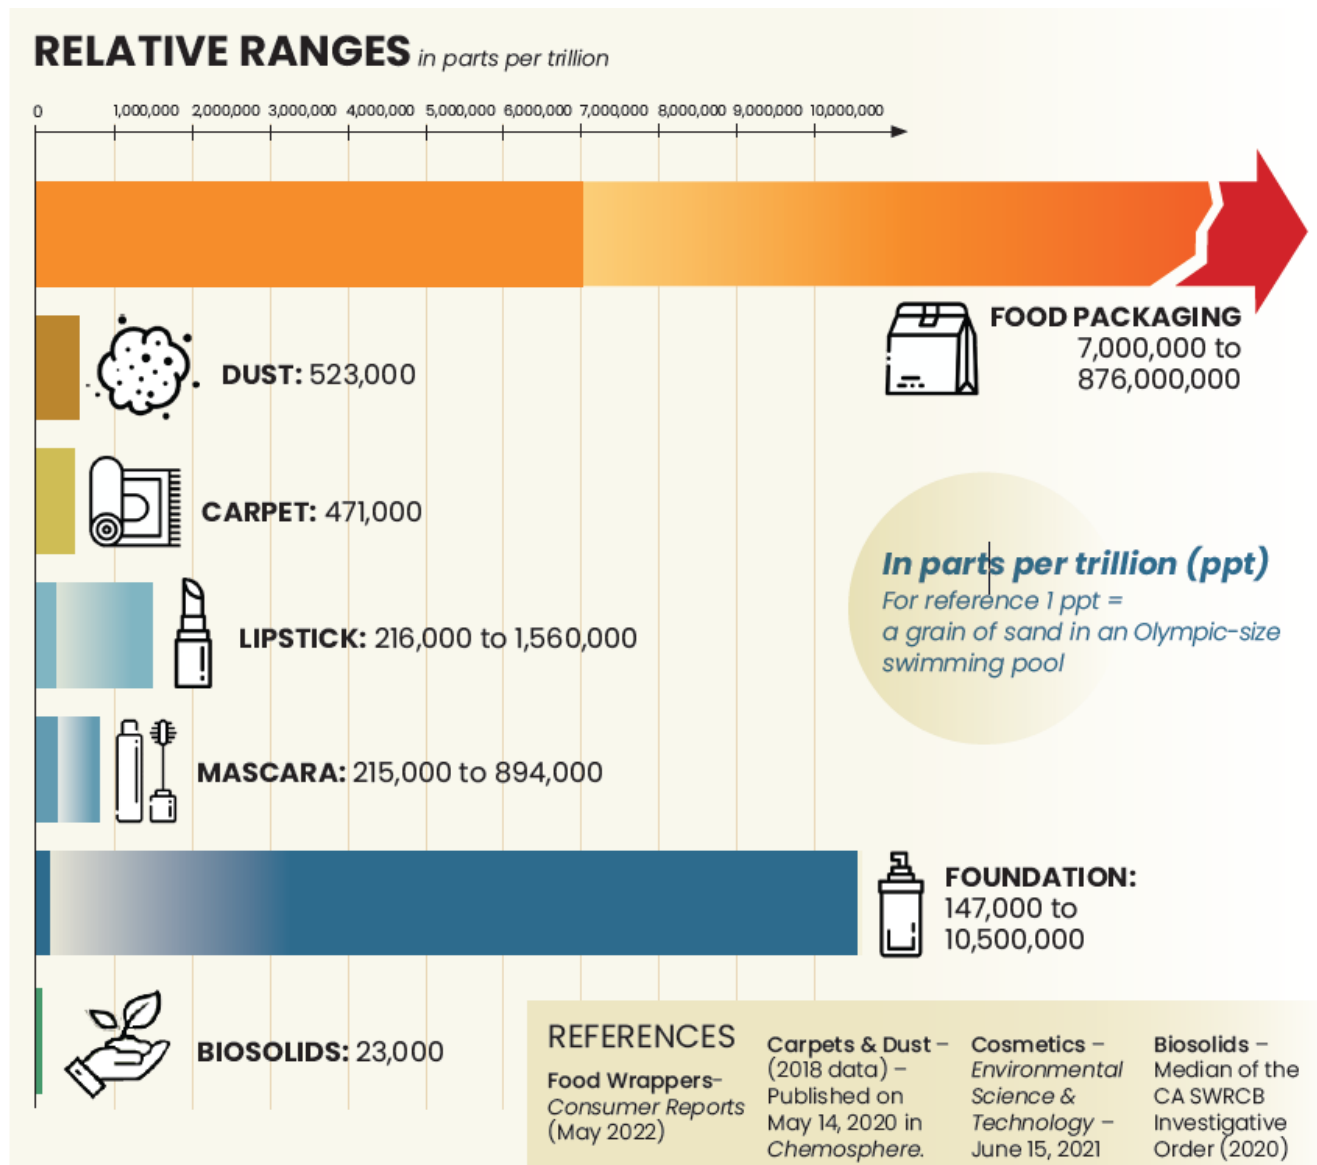 RELATIVE RANGES in parts per trillion
0 1,000,000 2,000,000 3,000,000 4,000,000 5,000,000 6,000,000 7,000,000 8,000,000 9,000,000 10,000,000
FOOD PACKAGING
7,000,000 to
876,000,000
DUST: 523,000
CARPET: 471,000
In parts per trillion (ppt)
For reference 1 ppt =
a grain of sand in an Olympic-size
swimming pool
LIPSTICK: 216,000 to 1,560,000
MASCARA: 215,000 to 894,000
FOUNDATION:
147,000 to
10,500,000
BIOSOLIDS: 23,000
REFERENCES
Food Wrappers-
Consumer Reports
(May 2022)
Carpets & Dust –
(2018 data) –
Published on
May 14, 2020 in
Chemosphere.
Cosmetics –
Environmental
Science &
Technology –
June 15, 2021
Biosolids –
Median of the
CA SWRCB
Investigative
Order (2020)